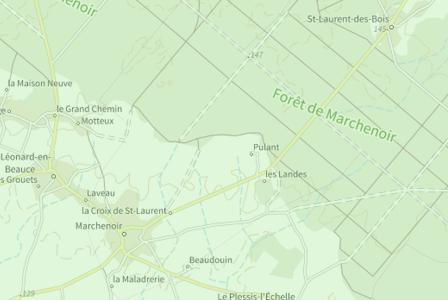 St-Laurent-des-Bois
145
147
la Maison Neuve
le Grand Chemin
Motteux
Forêt de Marchenoir
Pulant
Léonard-en-
Beauce
les Landes
Laveau
la Croix de St-Laurent
Marchenoir
Beaudouin
la Maladrerie
129
Le Plessis-l'Échelle